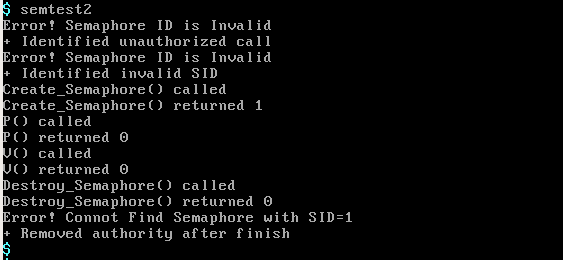 $ semtest2
Error! Semaphore ID is Invalid
+ Identified unauthorized call
Error! Semaphore ID is Invalid
+ Identified invalid SID
Create_Semaphore() called
Create_Semaphore() returned 1
P() called
P() returned 0
V() called
V() returned 0
Destroy_Semaphore() called
Destroy_Semaphore() returned 0
Error! Connot Find Semaphore with SID=1
+ Removed authority after finish
$